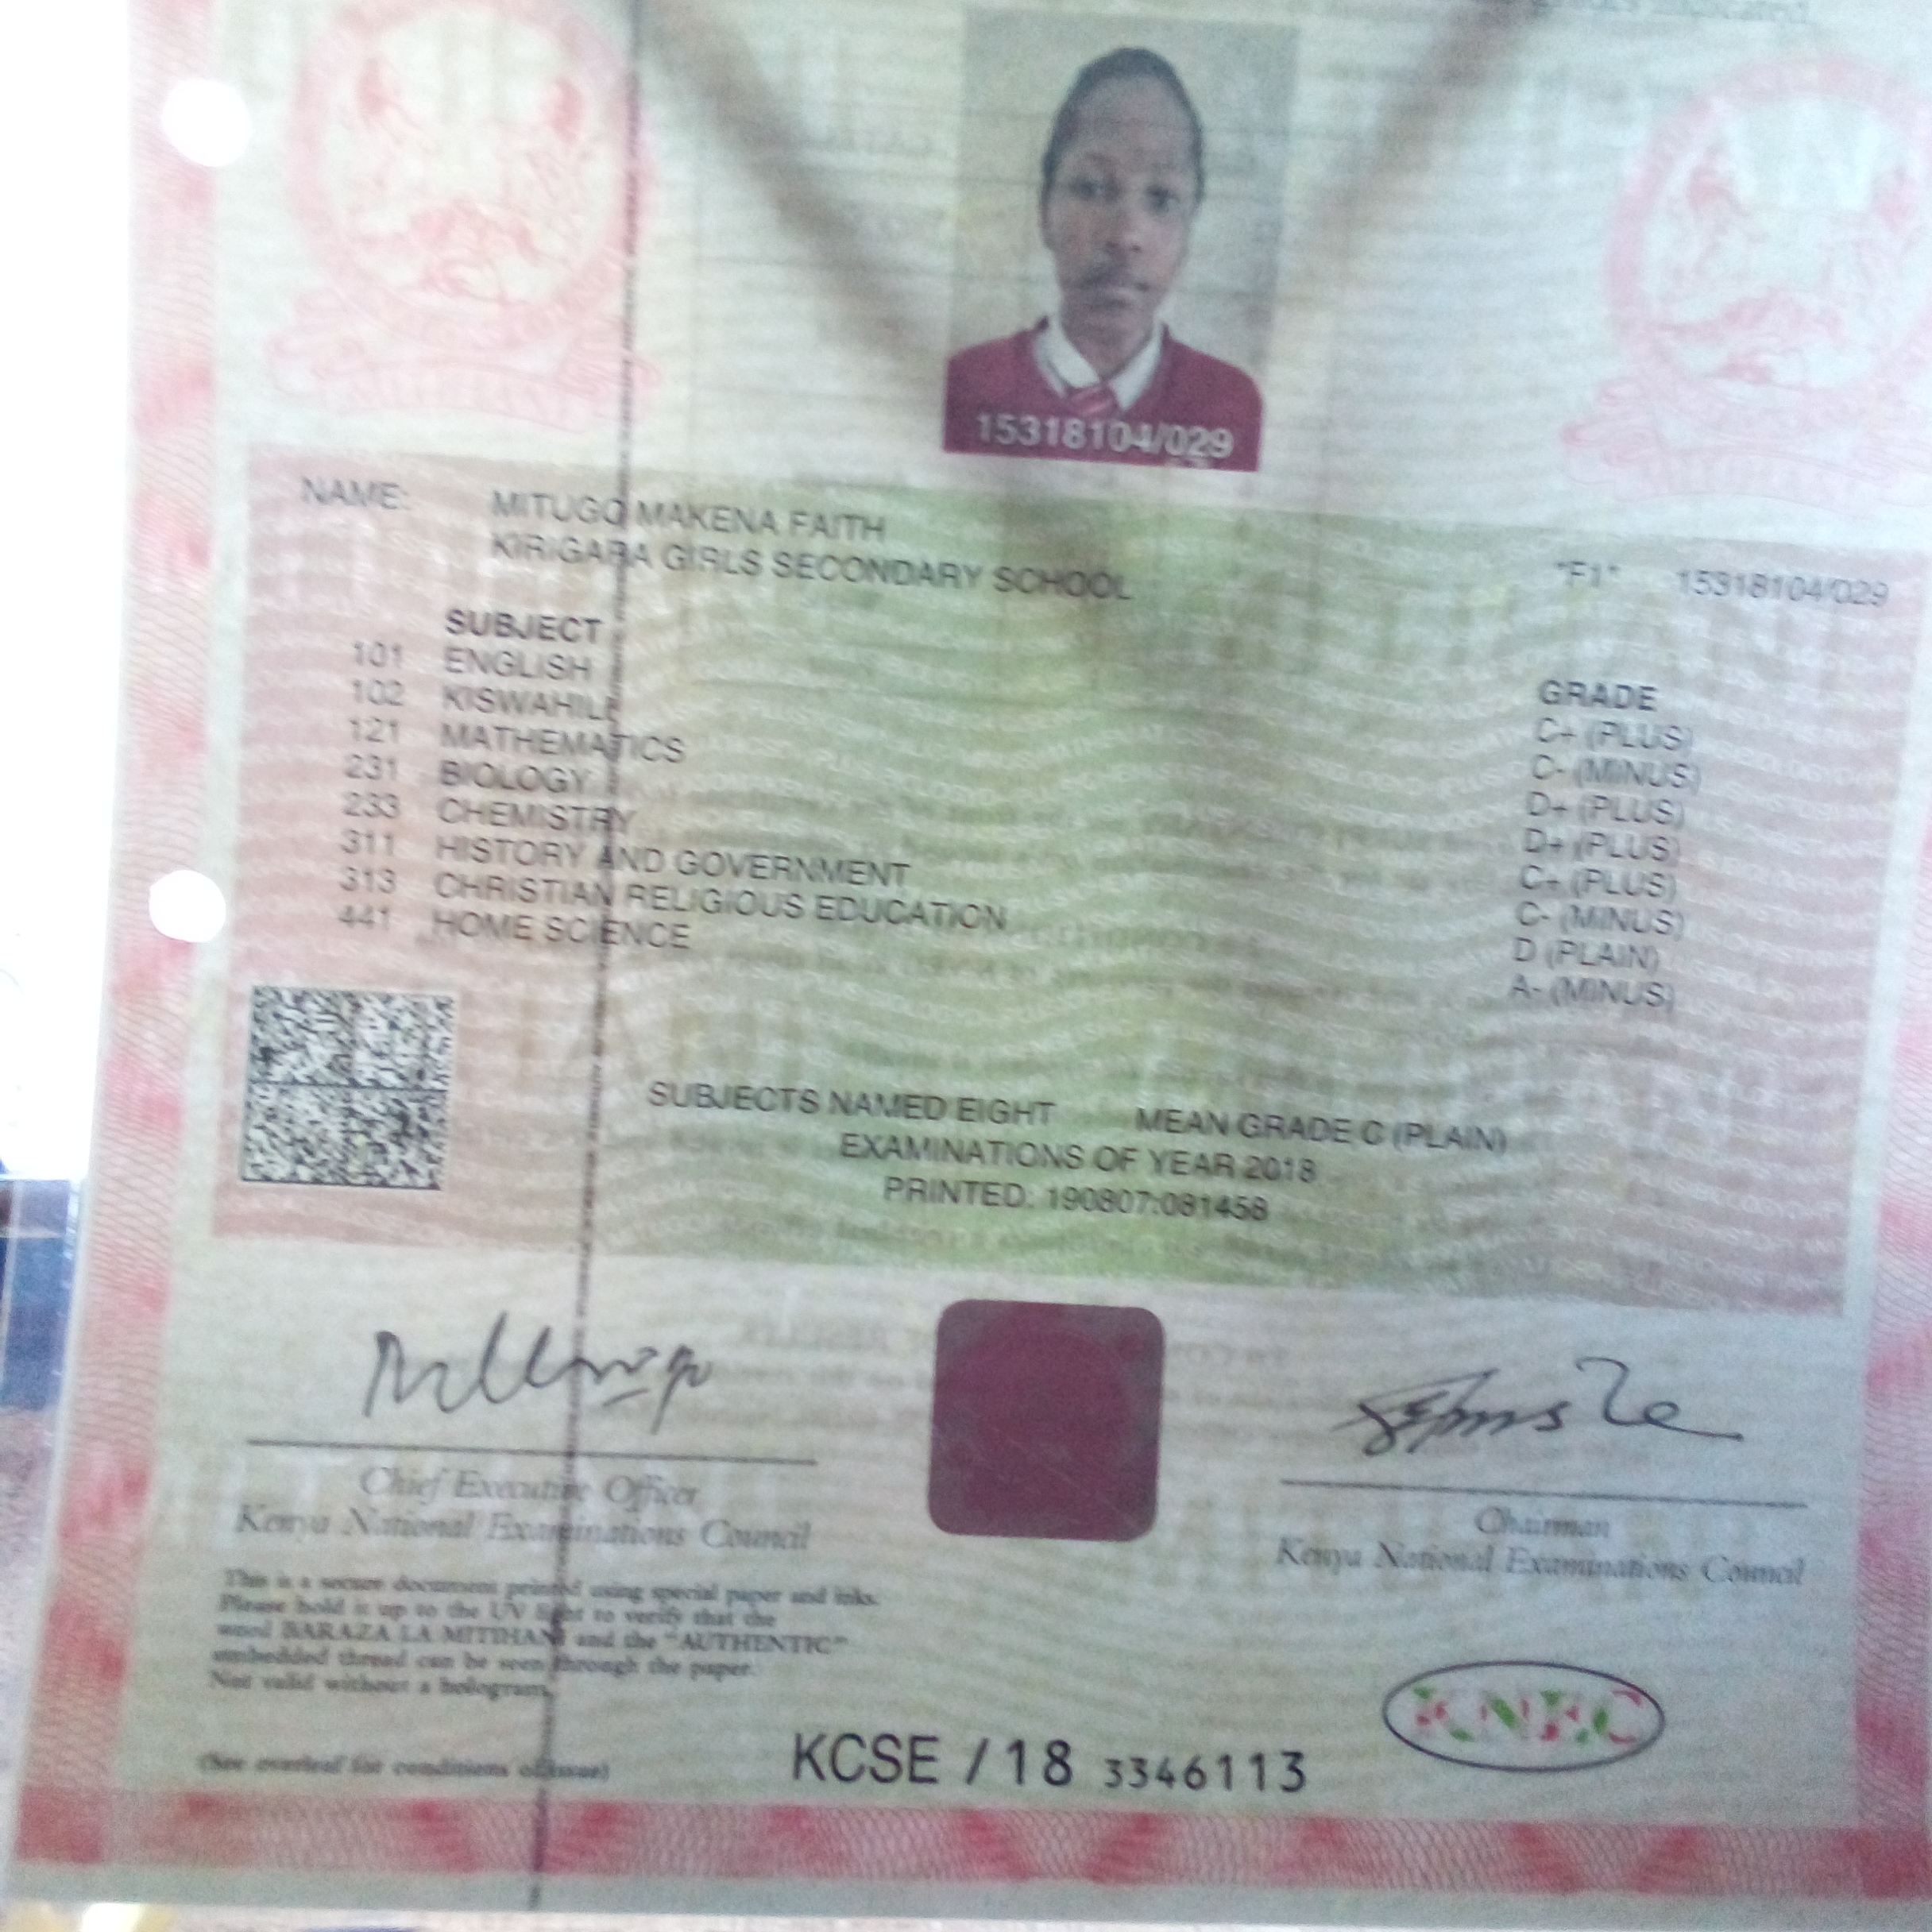 15318104/029
NAME: MITUGO MAKENA FAITH
KIRIGARA GIRLS SECONDARY SCHOOL "F1" 15318104/029
SUBJECT GRADE
101 ENGLISH C+ (PLUS)
102 KISWAHILI C- (MINUS)
121 MATHEMATICS D+ (PLUS)
231 BIOLOGY D+ (PLUS)
233 CHEMISTRY C+ (PLUS)
311 HISTORY AND GOVERNMENT C- (MINUS)
313 CHRISTIAN RELIGIOUS EDUCATION D (PLAIN)
441 HOME SCIENCE A- (MINUS)
SUBJECTS NAMED EIGHT MEAN GRADE C (PLAIN)
EXAMINATIONS OF YEAR 2018
PRINTED: 190807:081458
Chief Executive Officer
Kenya National Examinations Council
Chairman
Kenya National Examinations Council
This is a secure document printed using special paper and inks.
Please hold it up to the UV light to verify that the
word BARAZA LA MITIHANI and the "AUTHENTIC"
embedded thread can be seen through the paper.
Not valid without a hologram.
(See overleaf for conditions of issue)
KCSE / 18 3346113
KNEC